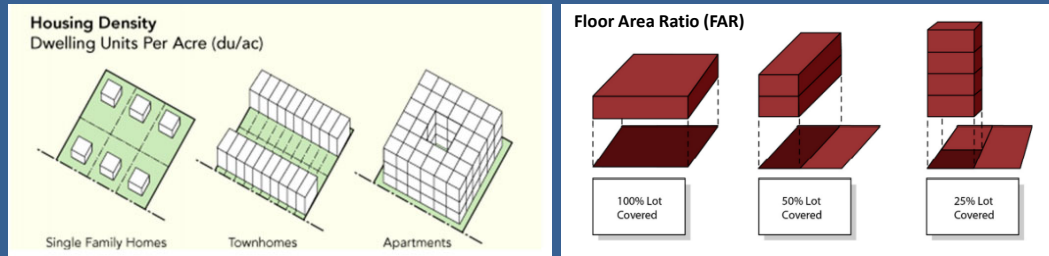 Housing Density
Dwelling Units Per Acre (du/ac)
Single Family Homes
Townhomes
Apartments
Floor Area Ratio (FAR)
100% Lot
Covered
50% Lot
Covered
25% Lot
Covered